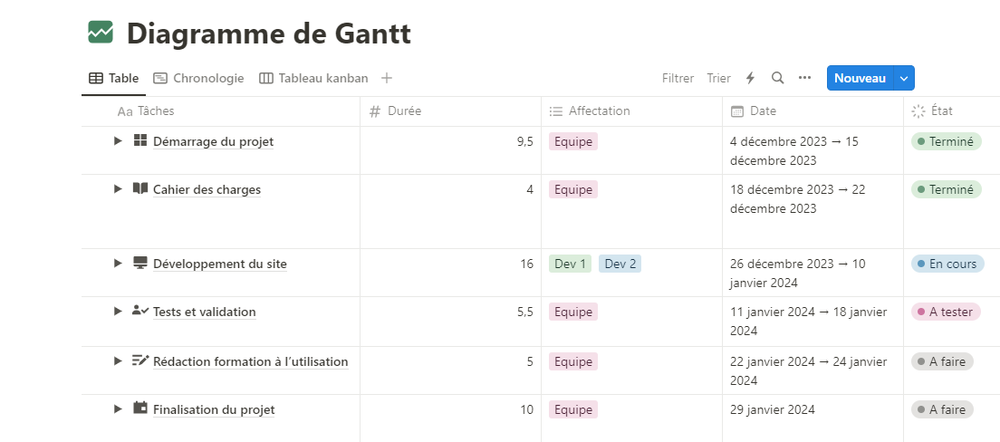 Diagramme de Gantt
Table Chronologie Tableau kanban Filtrer Trier Nouveau
Aa Tâches # Durée Affectation Date État
Démarrage du projet 9,5 Equipe 4 décembre 2023 → 15 Terminé
décembre 2023
Cahier des charges 4 Equipe 18 décembre 2023 → 22 Terminé
décembre 2023
Développement du site 16 Dev 1 Dev 2 26 décembre 2023 → 10 En cours
janvier 2024
Tests et validation 5,5 Equipe 11 janvier 2024 → 18 janvier A tester
2024
Rédaction formation à l’utilisation 5 Equipe 22 janvier 2024 → 24 janvier A faire
2024
Finalisation du projet 10 Equipe 29 janvier 2024 A faire